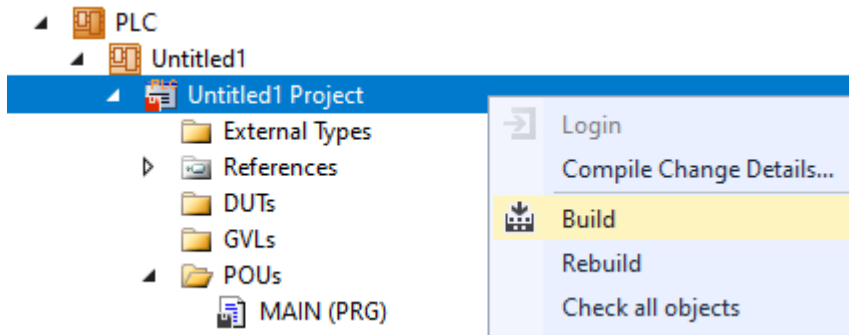 PLC
Untitled1
Untitled1 Project
External Types
References
DUTs
GVLs
POUs
MAIN (PRG)
Login
Compile Change Details...
Build
Rebuild
Check all objects